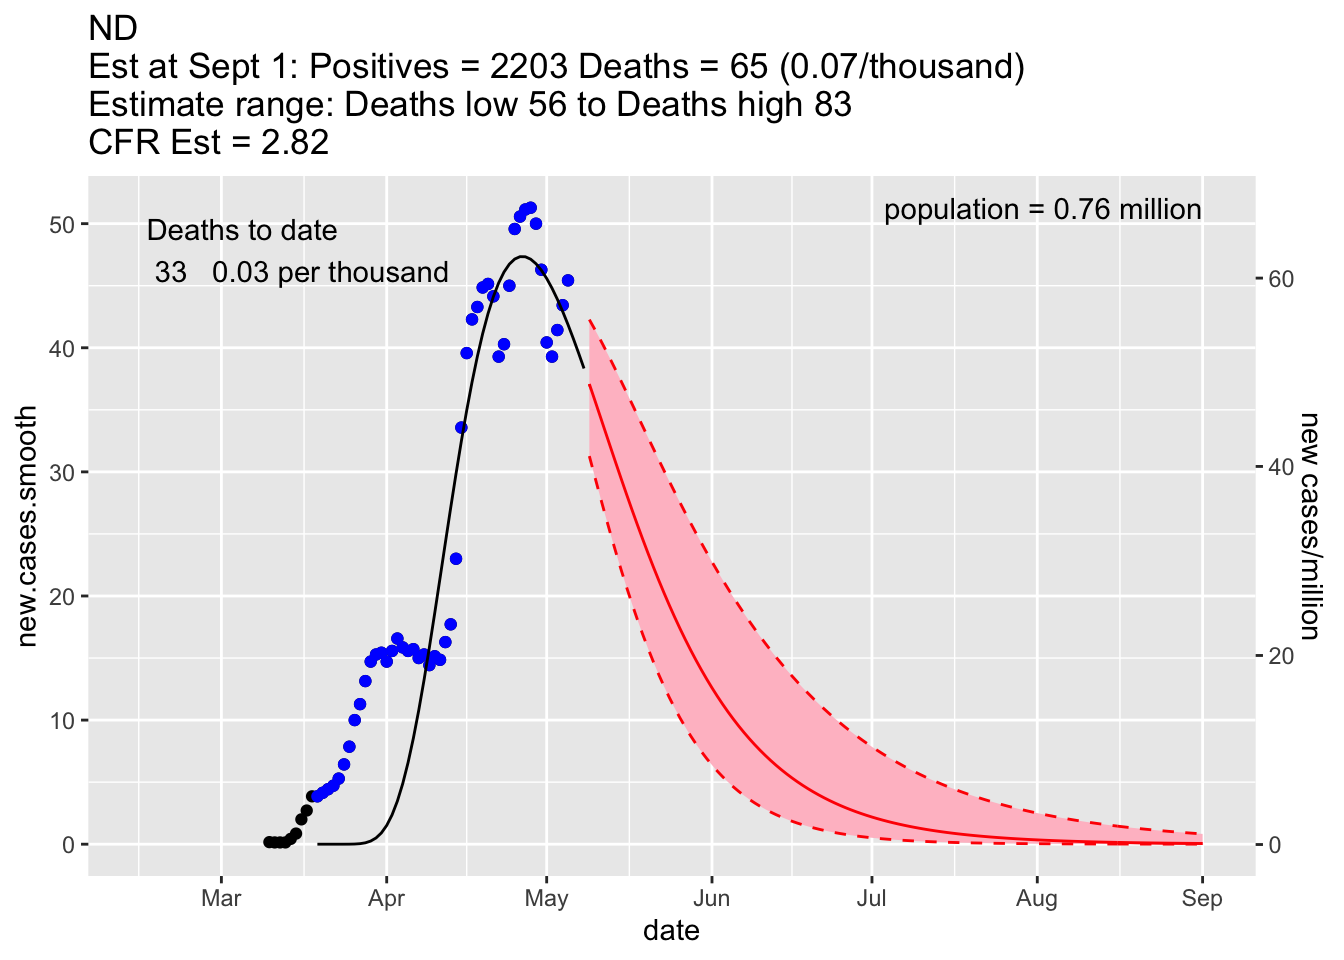 ND
Est at Sept 1: Positives = 2203 Deaths = 65 (0.07/thousand)
Estimate range: Deaths low 56 to Deaths high 83
CFR Est = 2.82
Deaths to date
33 0.03 per thousand
population = 0.76 million
new.cases.smooth
50
40
30
20
10
0
60
40
20
0
new cases/million
Mar Apr May Jun Jul Aug Sep
date